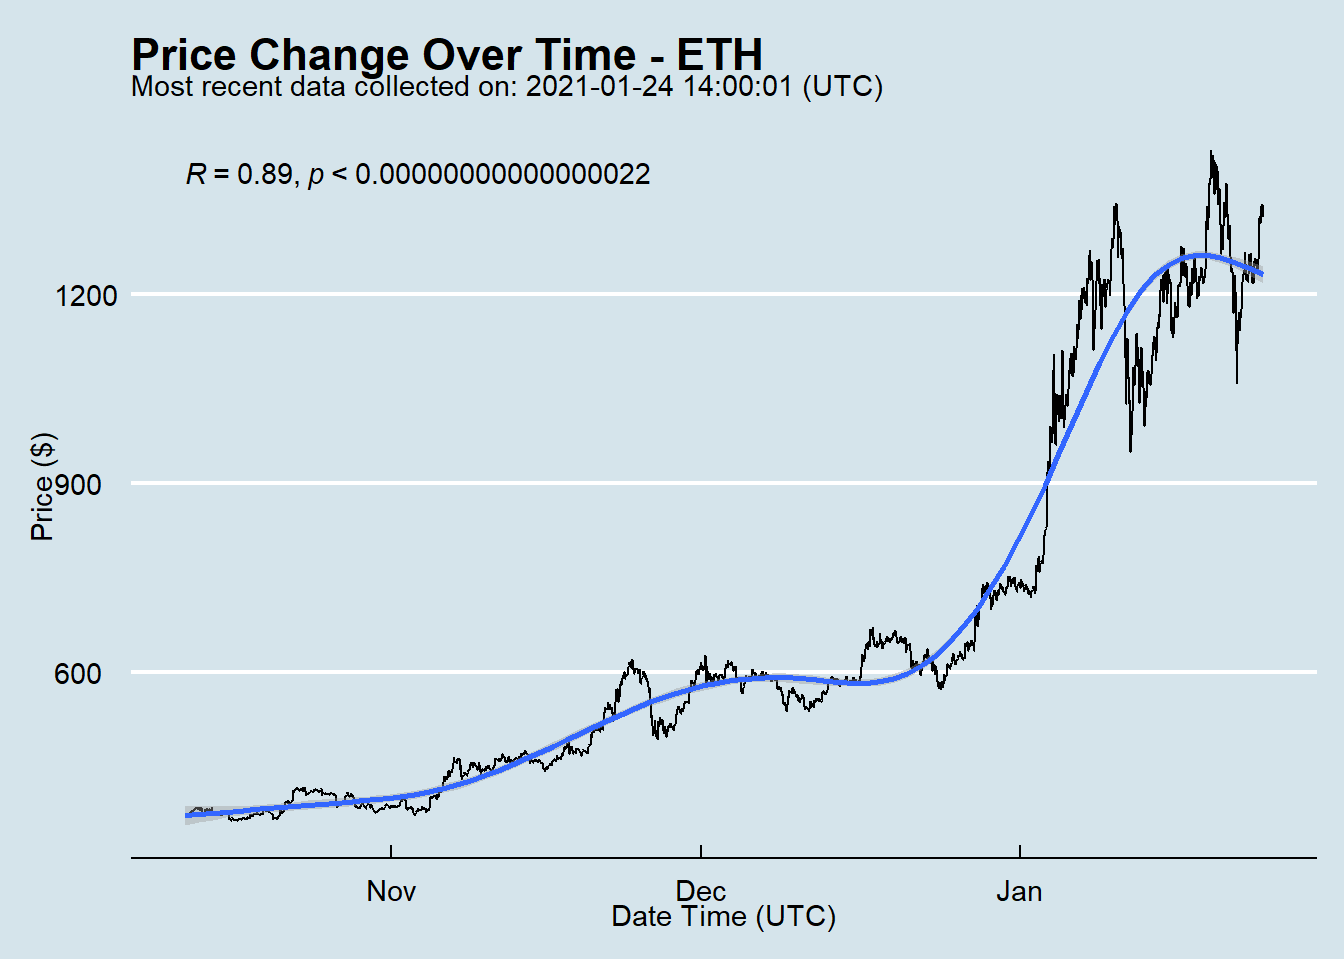 Price Change Over Time - ETH
Most recent data collected on: 2021-01-24 14:00:01 (UTC)
R = 0.89, p < 0.00000000000000022
1200
900
600
Price ($)
Nov Dec Jan
Date Time (UTC)